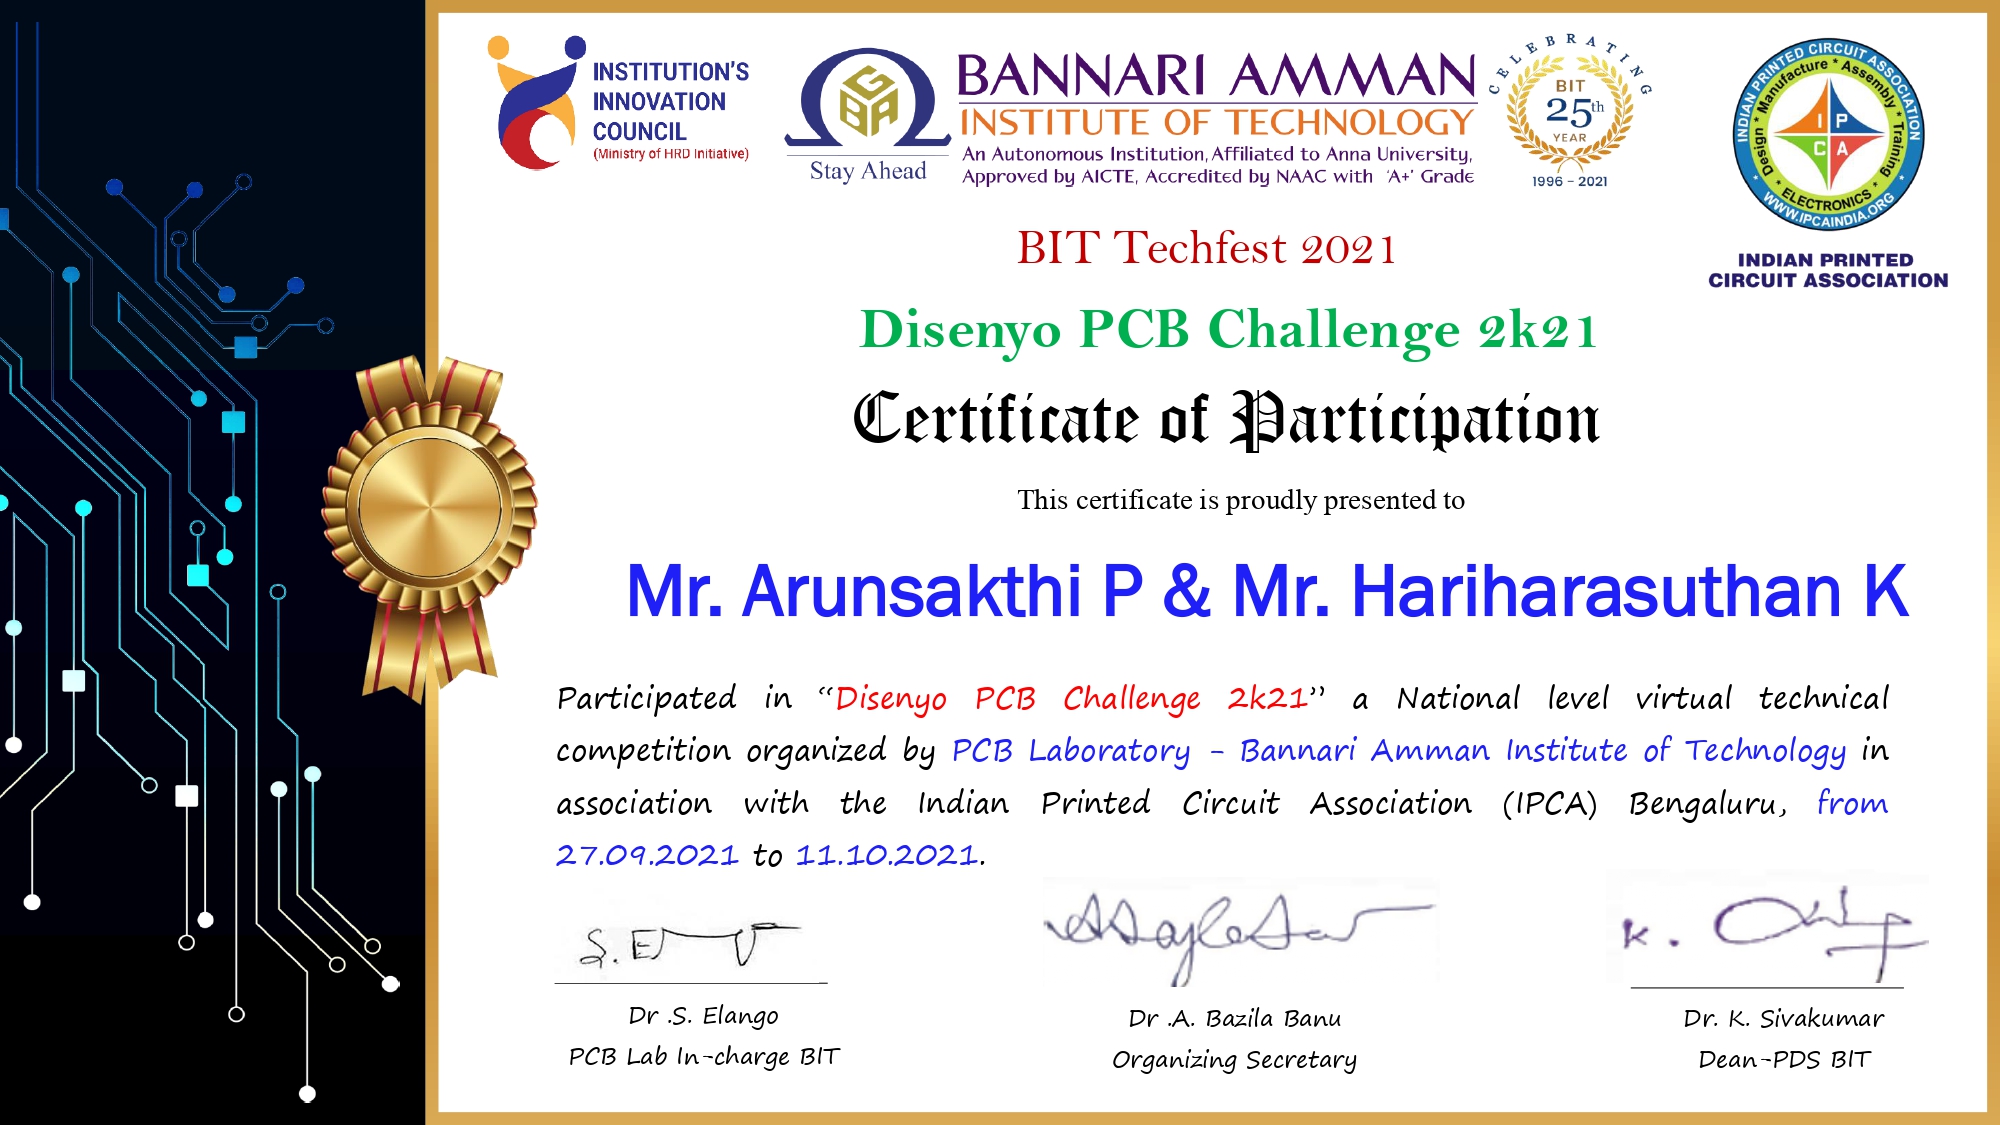 INSTITUTION'S
INNOVATION
COUNCIL
(Ministry of HRD Initiative)
GBA
Stay Ahead
BANNARI AMMAN
INSTITUTE OF TECHNOLOGY
An Autonomous Institution, Affiliated to Anna University,
Approved by AICTE, Accredited by NAAC with 'A+' Grade
CELEBRATING
BIT
25th
YEAR
1996 - 2021
INDIAN PRINTED CIRCUIT ASSOCIATION
Design * Manufacture * Assembly * Training
* ELECTRONICS *
* WWW.IPCAINDIA.ORG *
I P
C A
INDIAN PRINTED
CIRCUIT ASSOCIATION
BIT Techfest 2021
Disenyo PCB Challenge 2k21
Certificate of Participation
This certificate is proudly presented to
Mr. Arunsakthi P & Mr. Hariharasuthan K
Participated in “Disenyo PCB Challenge 2k21” a National level virtual technical
competition organized by PCB Laboratory - Bannari Amman Institute of Technology in
association with the Indian Printed Circuit Association (IPCA) Bengaluru, from
27.09.2021 to 11.10.2021.
Dr .S. Elango
PCB Lab In-charge BIT
Dr .A. Bazila Banu
Organizing Secretary
Dr. K. Sivakumar
Dean-PDS BIT